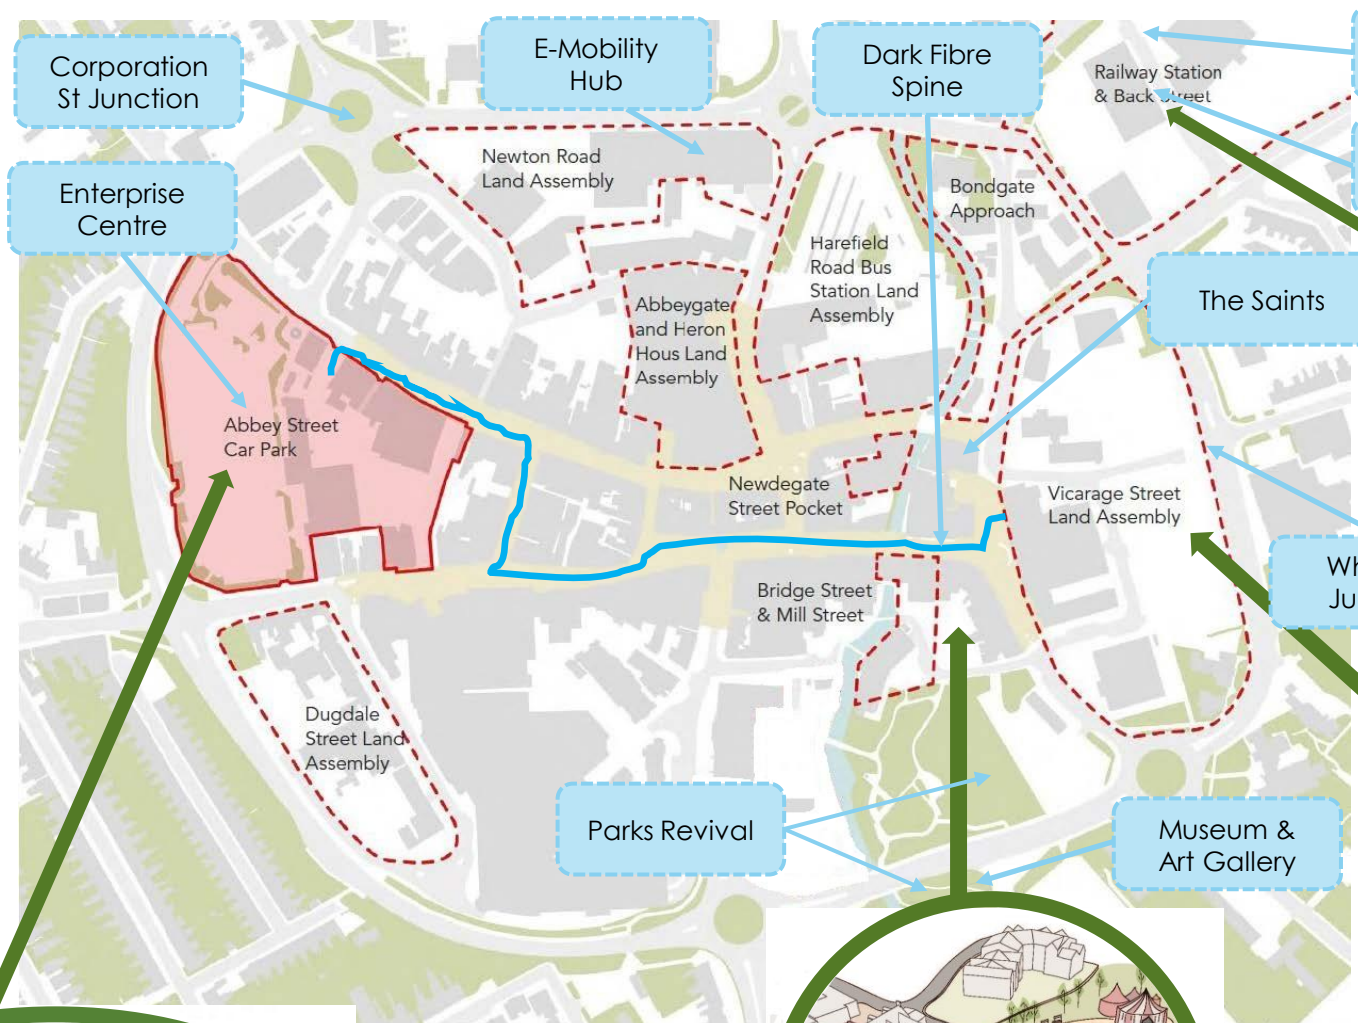 Corporation
St Junction
E-Mobility
Hub
Dark Fibre
Spine
Railway Station
& Back Street
Newton Road
Land Assembly
Enterprise
Centre
Bondgate
Approach
Harefield
Road Bus
Station Land
Assembly
The Saints
Abbeygate
and Heron
Hous Land
Assembly
Abbey Street
Car Park
Newdegate
Street Pocket
Vicarage Street
Land Assembly
Wh
Ju
Bridge Street
& Mill Street
Dugdale
Street Land
Assembly
Parks Revival
Museum &
Art Gallery